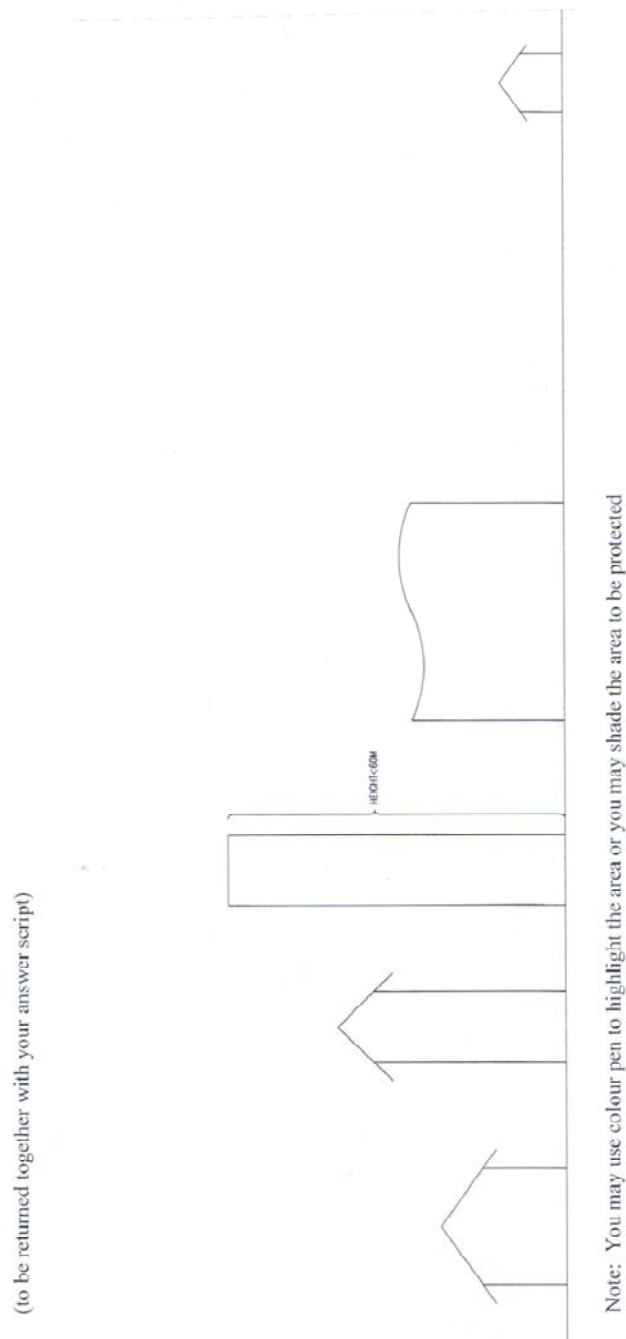 (to be returned together with your answer script)
HEIGHT<60M
Note: You may use colour pen to highlight the area or you may shade the area to be protected